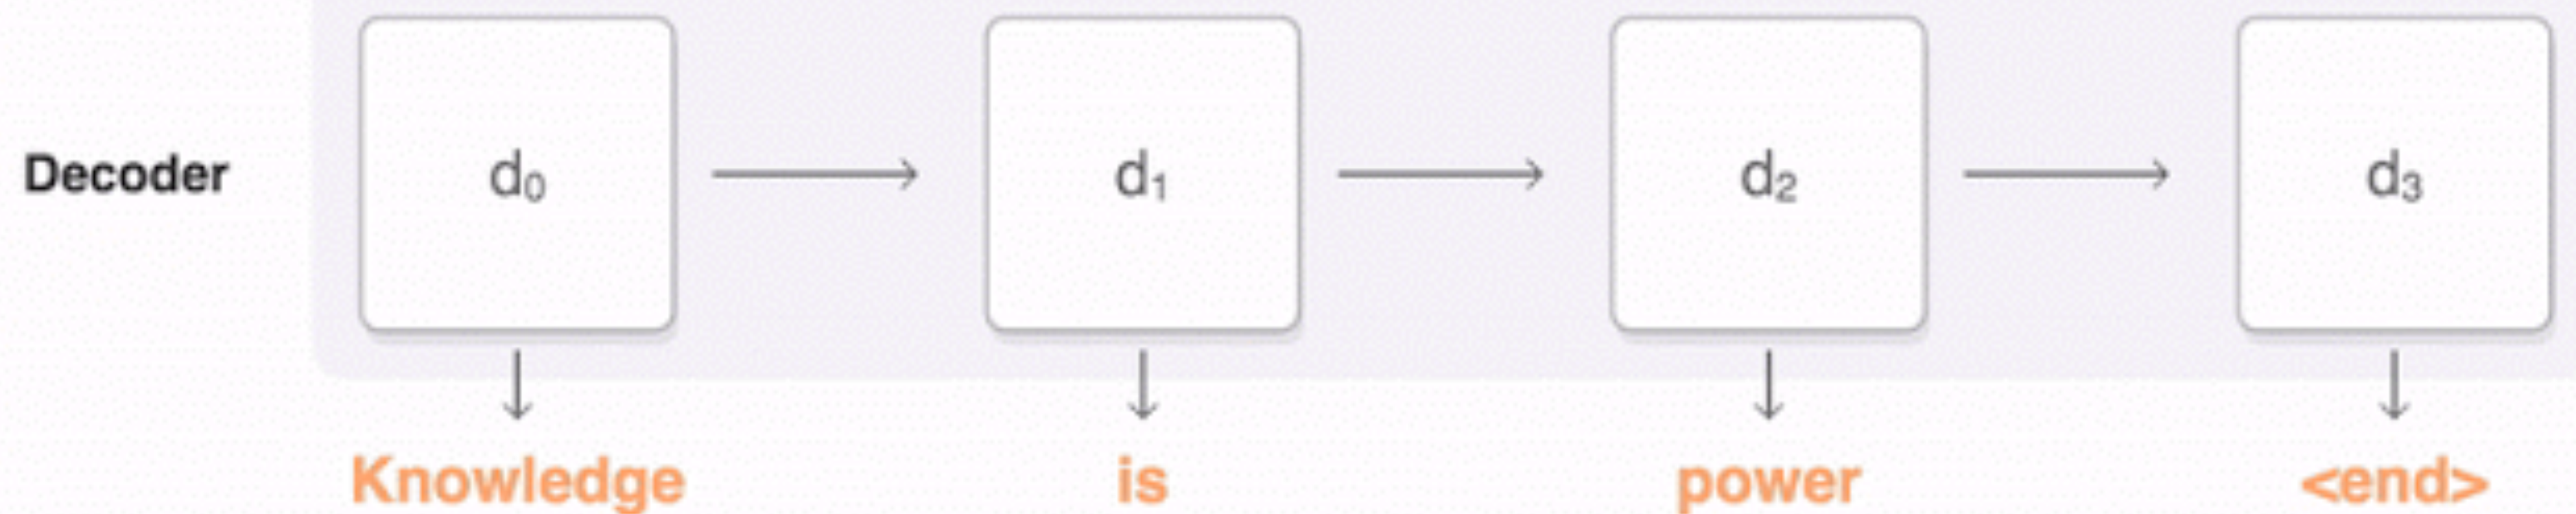 Decoder d₀ d₁ d₂ d₃
Knowledge is power <end>